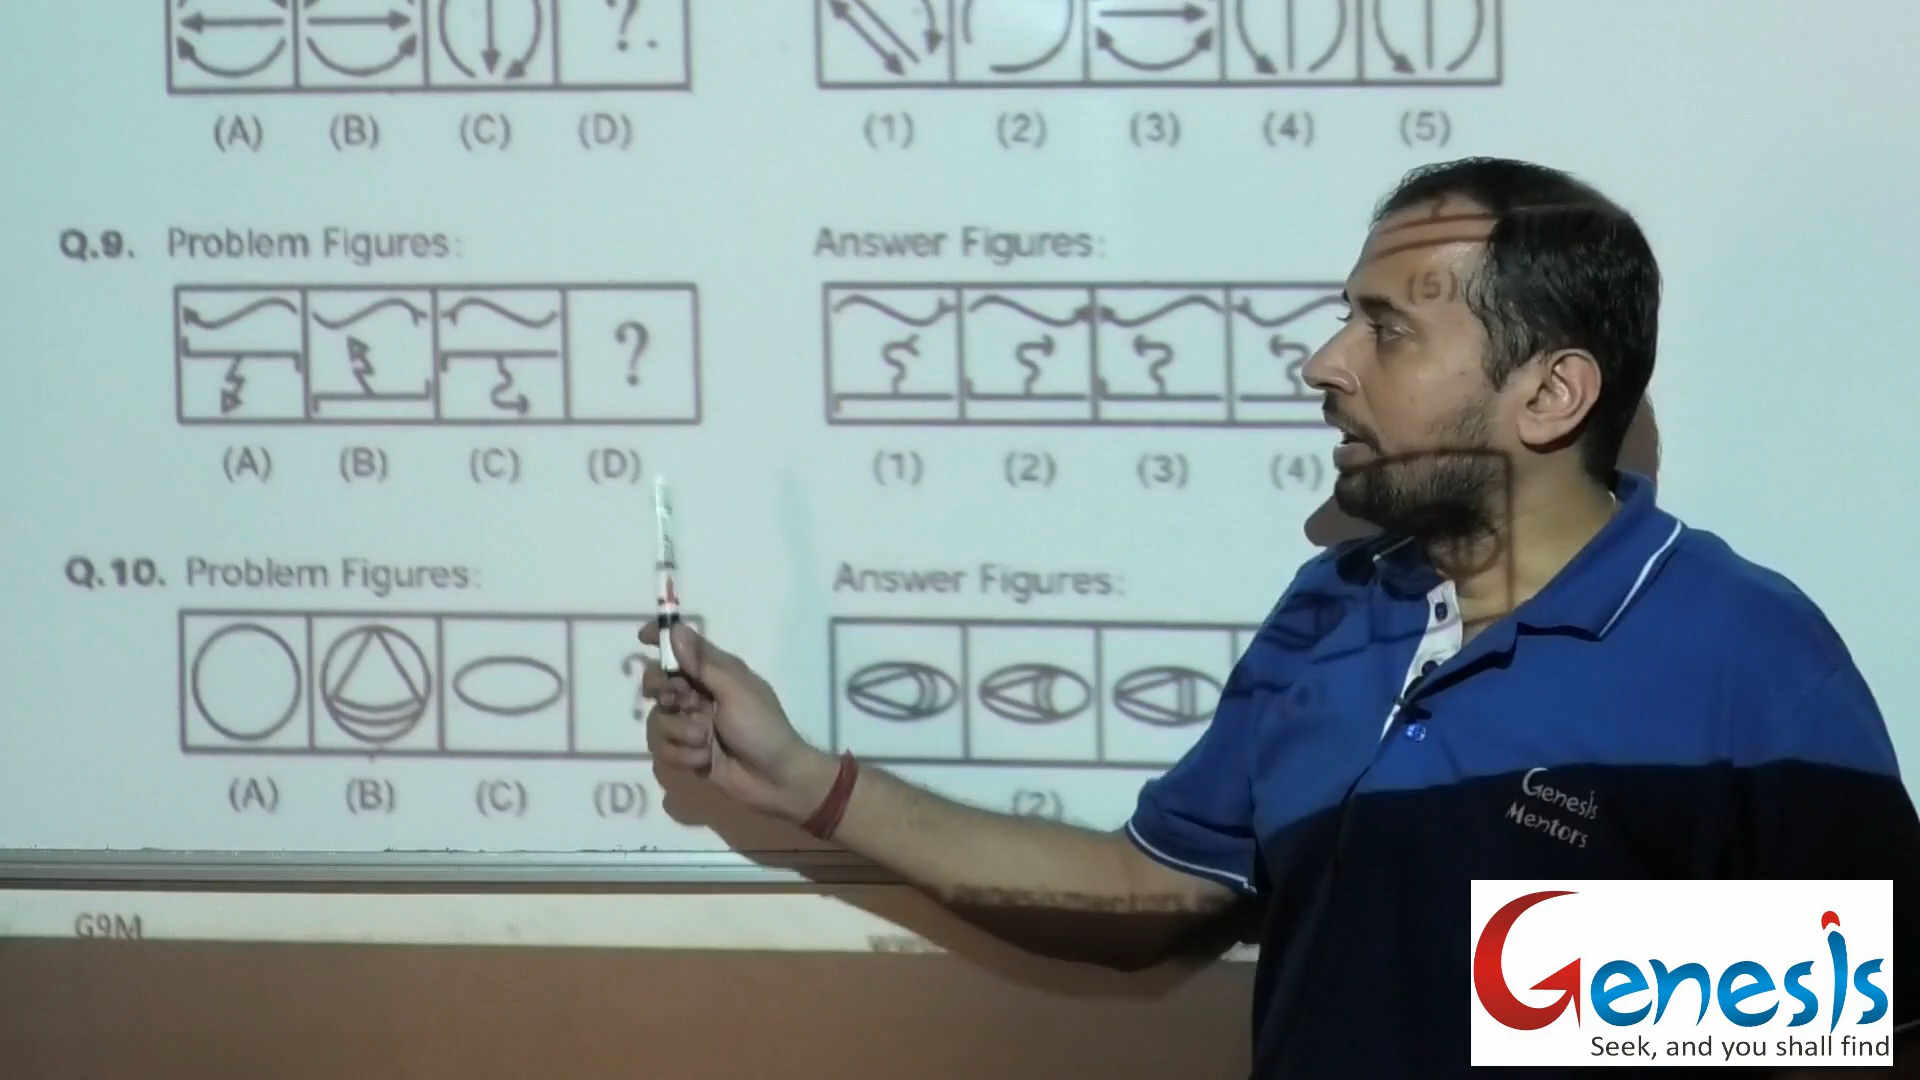 ? .
(A) (B) (C) (D) (1) (2) (3) (4) (5)
Q.9. Problem Figures: Answer Figures:
(5)
?
(A) (B) (C) (D) (1) (2) (3) (4)
Q.10. Problem Figures: Answer Figures:
?
(A) (B) (C) (D) (2)
Genesis
Mentors
G9M
Genesis
Seek, and you shall find